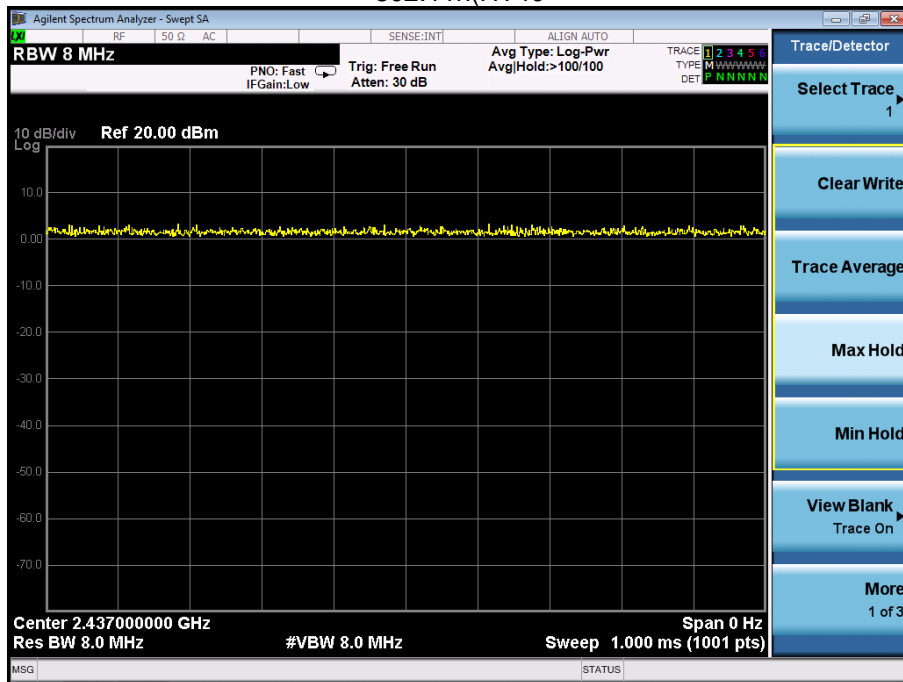 Agilent Spectrum Analyzer - Swept SA
LXI RF 50 Ω AC SENSE:INT ALIGN AUTO
RBW 8 MHz
PNO: Fast
IFGain:Low
Trig: Free Run
Atten: 30 dB
Avg Type: Log-Pwr
Avg|Hold:>100/100
TRACE 1 2 3 4 5 6
TYPE M WWWWW
DET P N N N N N
10 dB/div Ref 20.00 dBm
Log
10.0
0.00
-10.0
-20.0
-30.0
-40.0
-50.0
-60.0
-70.0
Center 2.437000000 GHz Span 0 Hz
Res BW 8.0 MHz #VBW 8.0 MHz Sweep 1.000 ms (1001 pts)
MSG STATUS
Trace/Detector
Select Trace
1
Clear Write
Trace Average
Max Hold
Min Hold
View Blank
Trace On
More
1 of 3